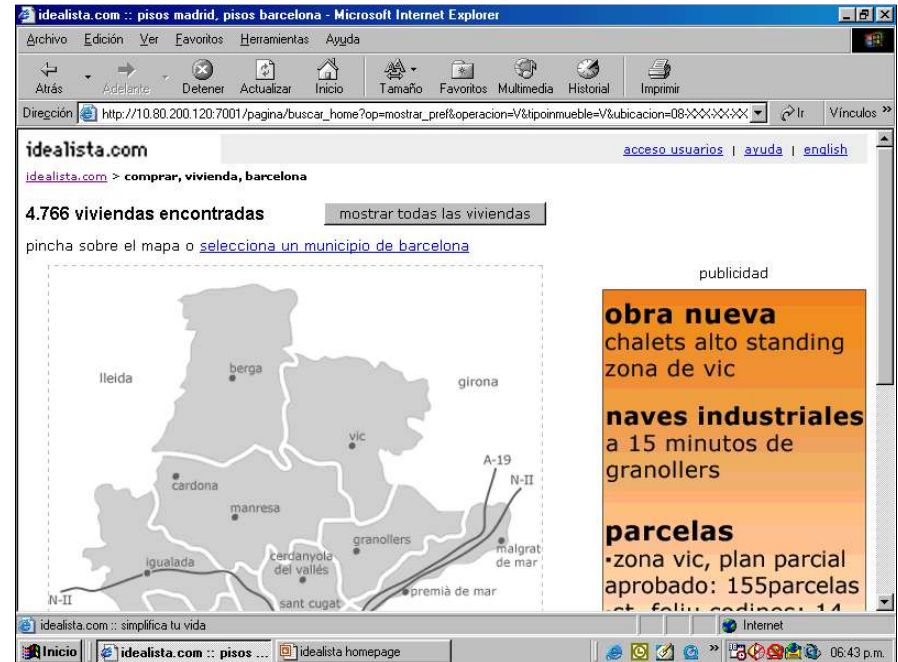 idealista.com :: pisos madrid, pisos barcelona - Microsoft Internet Explorer
Archivo Edición Ver Favoritos Herramientas Ayuda
Atrás Adelante Detener Actualizar Inicio Tamaño Favoritos Multimedia Historial Imprimir
Dirección http://10.80.200.120:7001/pagina/buscar_home?op=mostrar_pref&operacion=V&tipoinmueble=V&ubicacion=08-XXX-XX-XX Ir Vínculos »
idealista.com
acceso usuarios | ayuda | english
idealista.com > comprar, vivienda, barcelona
4.766 viviendas encontradas mostrar todas las viviendas
pincha sobre el mapa o selecciona un municipio de barcelona
publicidad
lleida
berga
girona
vic
A-19
N-II
cardona
manresa
granollers
malgrat
de mar
igualada
cerdanyola
del vallés
premià de mar
N-II
sant cugat
obra nueva
chalets alto standing
zona de vic
naves industriales
a 15 minutos de
granollers
parcelas
•zona vic, plan parcial
aprobado: 155parcelas
•st. feliu codines: 14
idealista.com :: simplifica tu vida Internet
Inicio idealista.com :: pisos ... idealista homepage » 06:43 p.m.